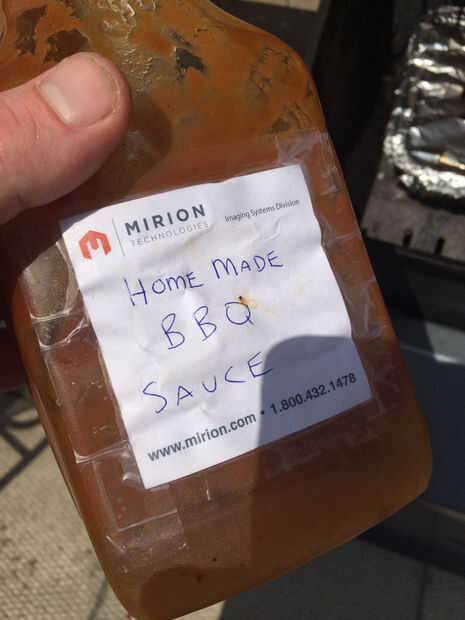 MIRION
TECHNOLOGIES
Imaging Systems Division
HOME MADE
BBQ
SAUCE
www.mirion.com • 1.800.432.1478